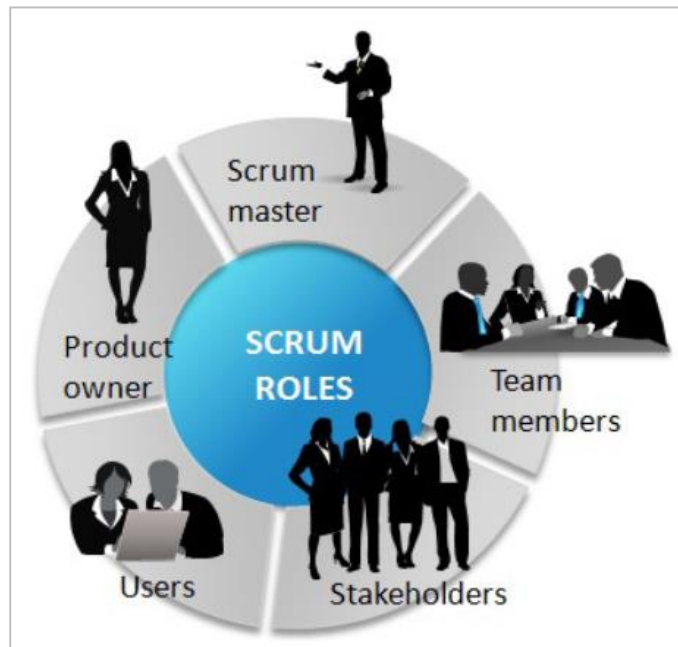 Scrum
master
Product
owner
SCRUM
ROLES
Team
members
Users
Stakeholders